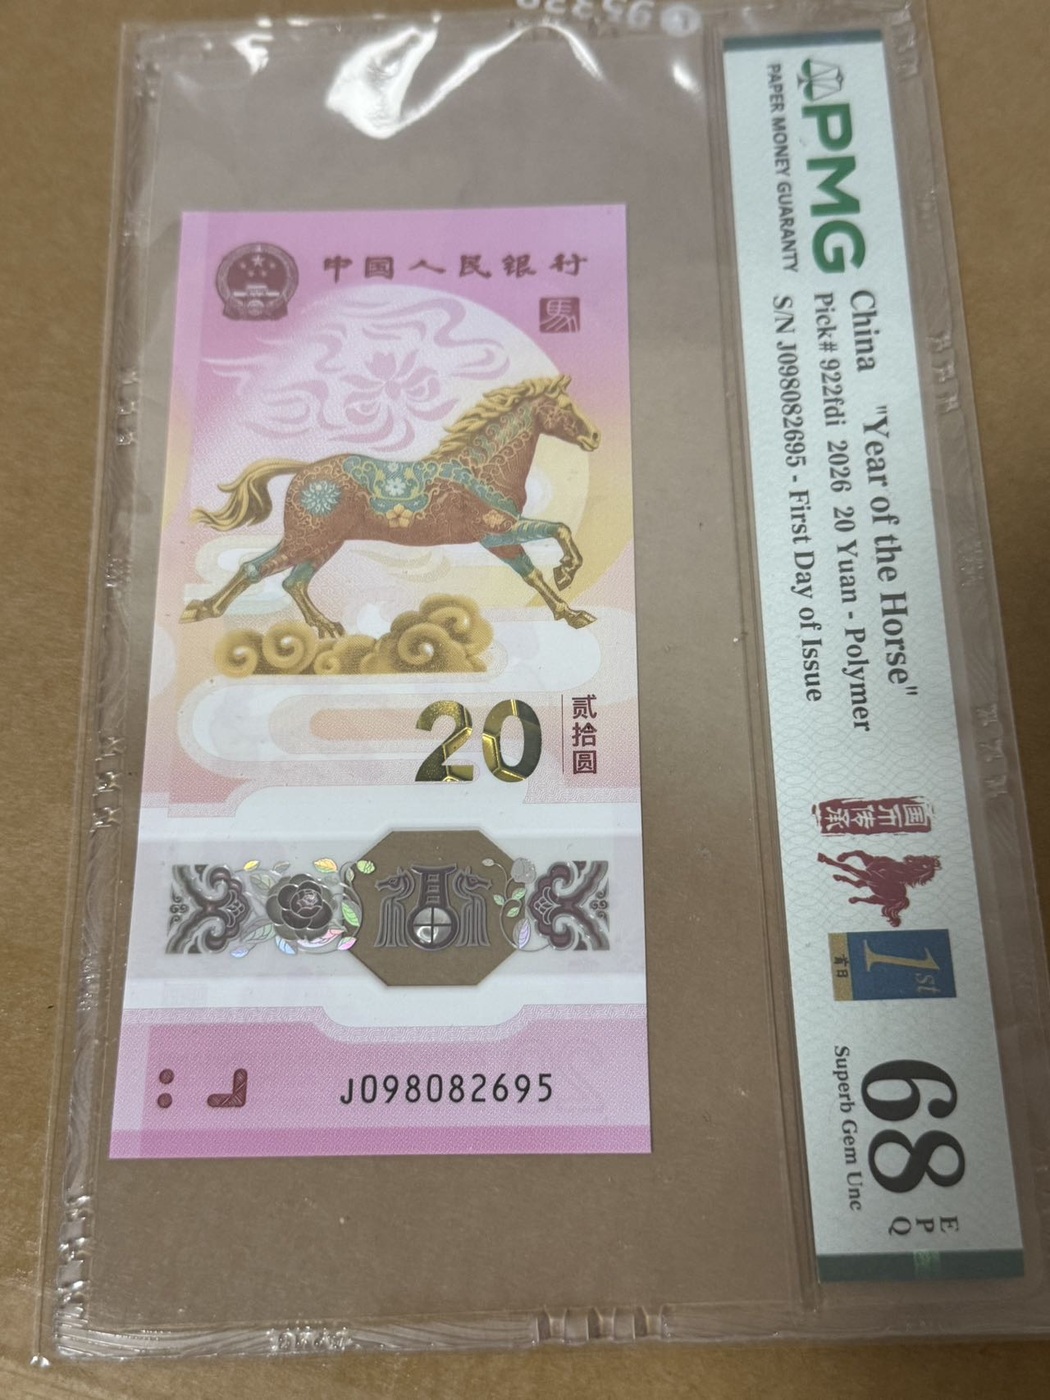 中国人民银行
馬
20
贰拾圆
J098082695
PMG
PAPER MONEY GUARANTY
China "Year of the Horse"
Pick# 922fdi 2026 20 Yuan - Polymer
S/N J098082695 - First Day of Issue
1st
首日
68
EPQ
Superb Gem Unc